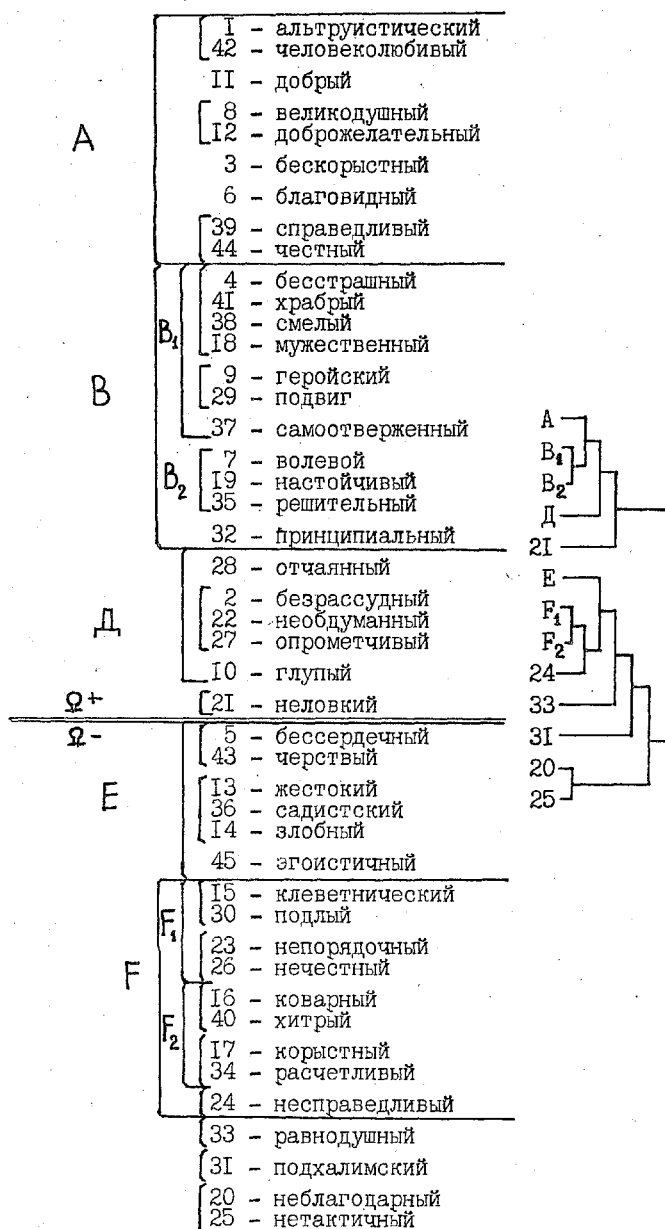 I - альтруистический
42 - человеколюбивый
II - добрый
8 - великодушный
I2 - доброжелательный
А
3 - бескорыстный
6 - благовидный
39 - справедливый
44 - честный
4 - бесстрашный
4I - храбрый
B₁
38 - смелый
I8 - мужественный
9 - геройский
В
29 - подвиг
37 - самоотверженный
7 - волевой
B₂
I9 - настойчивый
35 - решительный
32 - принципиальный
28 - отчаянный
2 - безрассудный
Д
22 - необдуманный
27 - опрометчивый
I0 - глупый
Ω+
2I - неловкий
Ω-
5 - бессердечный
43 - черствый
Е
I3 - жестокий
36 - садистский
I4 - злобный
45 - эгоистичный
I5 - клеветнический
F₁
30 - подлый
23 - непорядочный
F
26 - нечестный
I6 - коварный
F₂
40 - хитрый
I7 - корыстный
34 - расчетливый
24 - несправедливый
33 - равнодушный
3I - подхалимский
20 - неблагодарный
25 - нетактичный
А
B₁
B₂
Д
2I
Е
F₁
F₂
24
33
3I
20
25